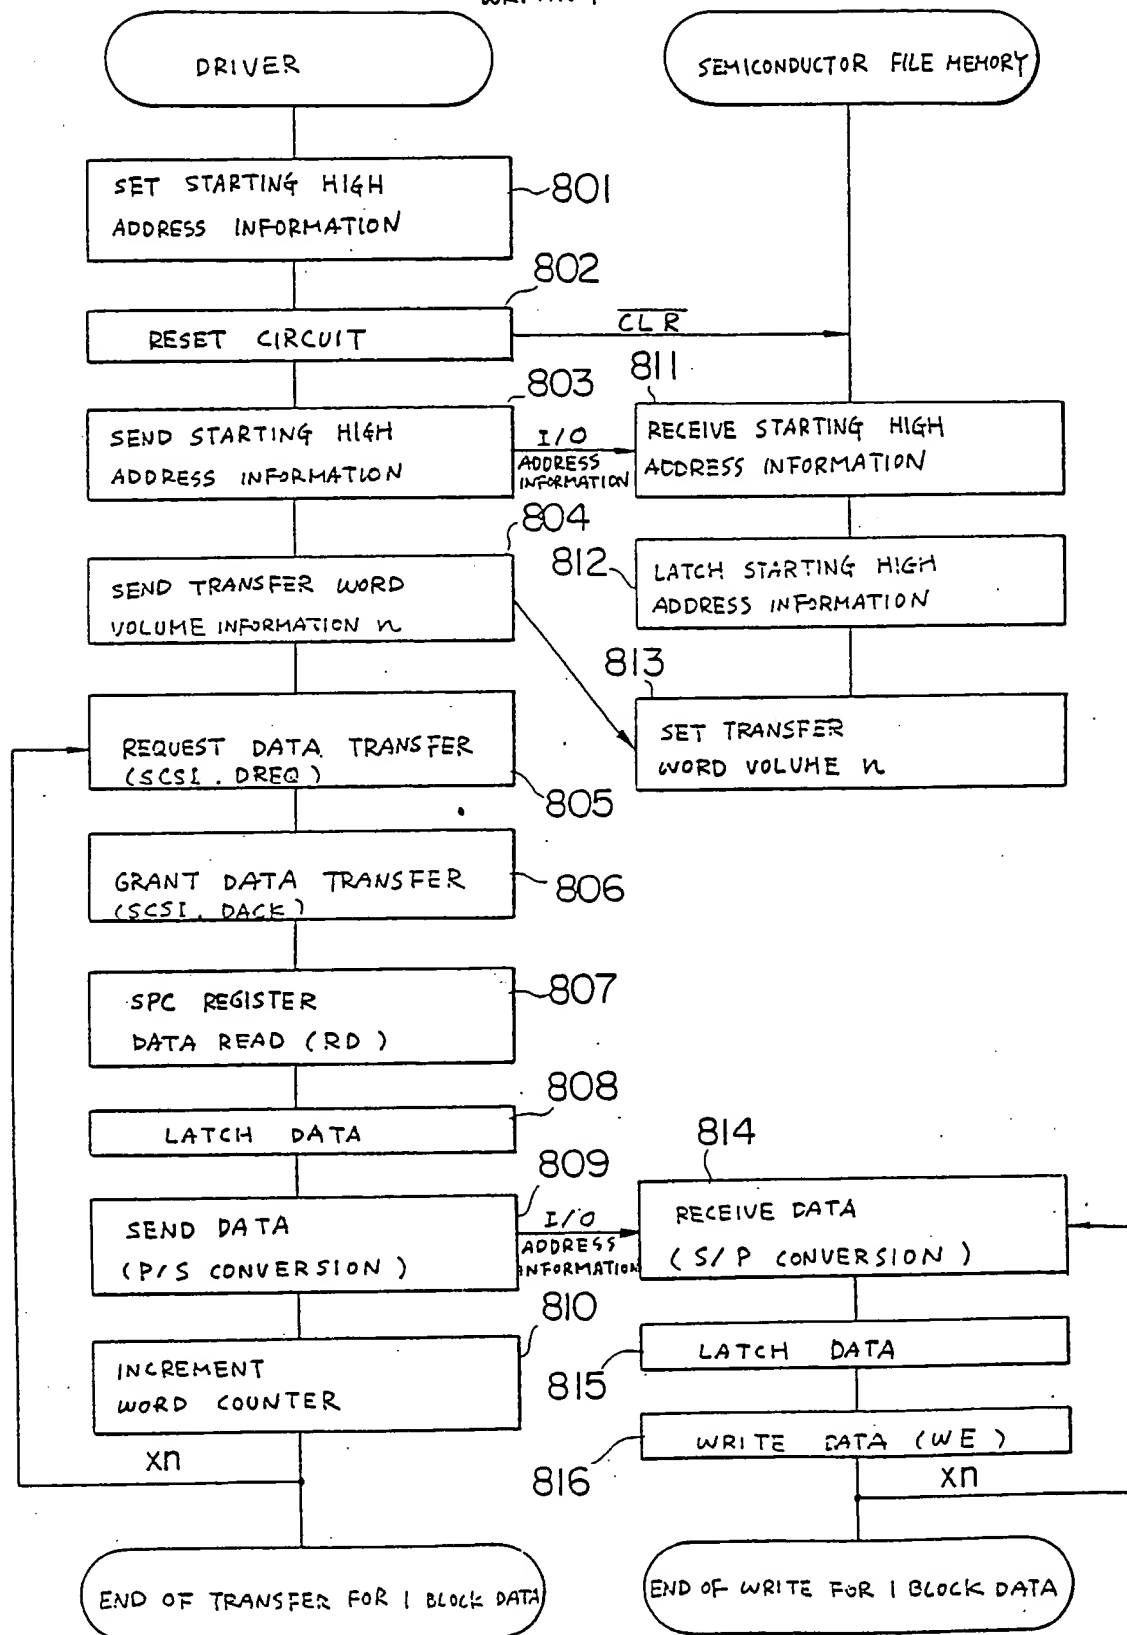 DRIVER
SEMICONDUCTOR FILE MEMORY
SET STARTING HIGH
ADDRESS INFORMATION
801
802
RESET CIRCUIT
CLR
803
811
SEND STARTING HIGH
ADDRESS INFORMATION
I/O
ADDRESS
INFORMATION
RECEIVE STARTING HIGH
ADDRESS INFORMATION
804
812
SEND TRANSFER WORD
VOLUME INFORMATION n
LATCH STARTING HIGH
ADDRESS INFORMATION
813
REQUEST DATA TRANSFER
(SCSI. DREQ)
805
SET TRANSFER
WORD VOLUME n
GRANT DATA TRANSFER
(SCSI. DACK)
806
SPC REGISTER
DATA READ (RD)
807
808
LATCH DATA
809
814
SEND DATA
(P/S CONVERSION)
I/O
ADDRESS
INFORMATION
RECEIVE DATA
(S/P CONVERSION)
810
INCREMENT
WORD COUNTER
815
LATCH DATA
816
WRITE DATA (WE)
xn
xn
END OF TRANSFER FOR 1 BLOCK DATA
END OF WRITE FOR 1 BLOCK DATA